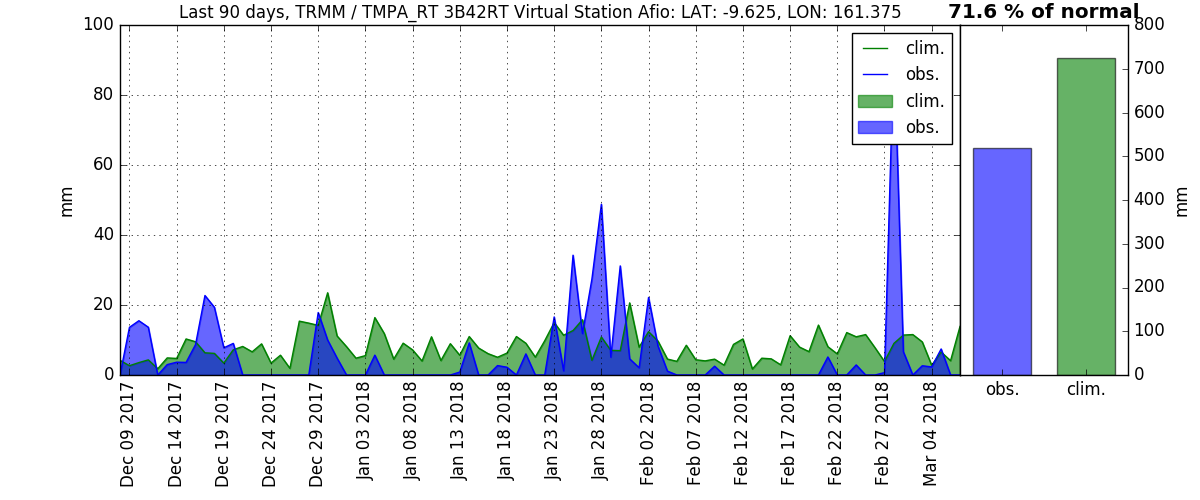 Last 90 days, TRMM / TMPA_RT 3B42RT Virtual Station Afio: LAT: -9.625, LON: 161.375
71.6 % of normal
100
80
60
40
20
0
mm
clim.
obs.
clim.
obs.
800
700
600
500
400
300
200
100
0
mm
obs.
clim.
Dec 09 2017
Dec 14 2017
Dec 19 2017
Dec 24 2017
Dec 29 2017
Jan 03 2018
Jan 08 2018
Jan 13 2018
Jan 18 2018
Jan 23 2018
Jan 28 2018
Feb 02 2018
Feb 07 2018
Feb 12 2018
Feb 17 2018
Feb 22 2018
Feb 27 2018
Mar 04 2018